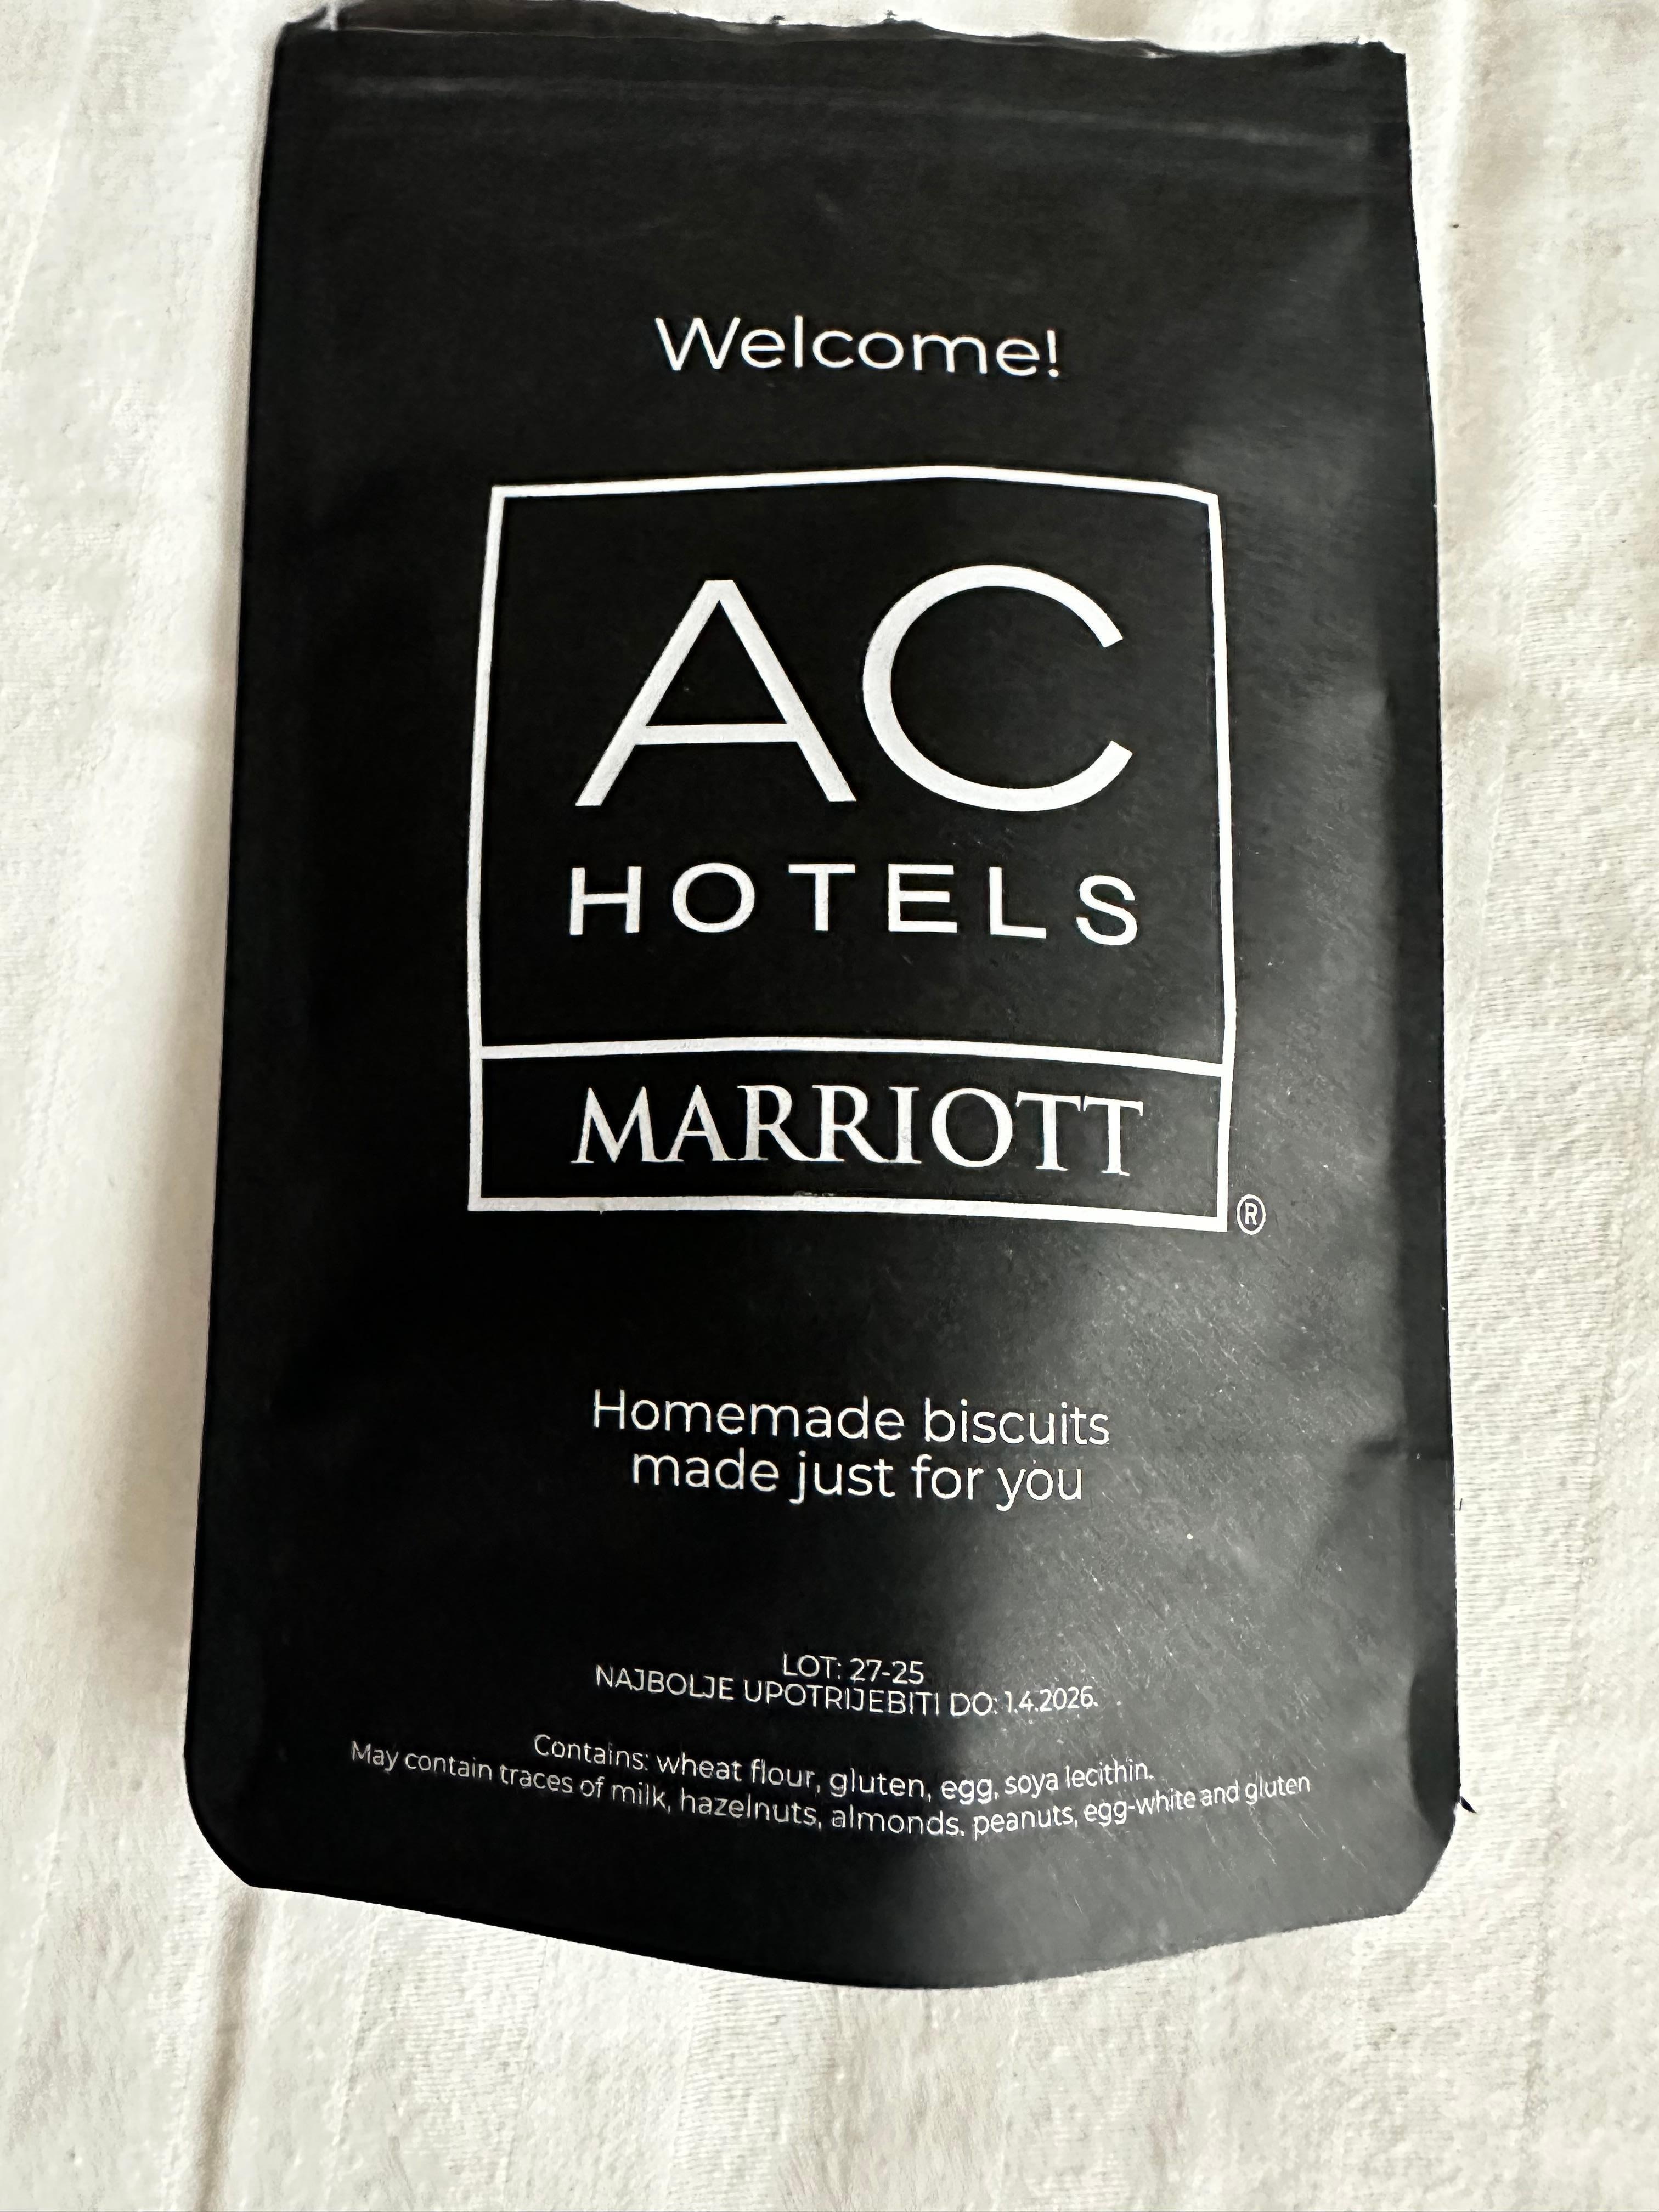 Welcome!
AC
HOTELS
MARRIOTT
®
Homemade biscuits
made just for you
LOT: 27-25
NAJBOLJE UPOTRIJEBITI DO: 1.4.2026.
Contains: wheat flour, gluten, egg, soya lecithin.
May contain traces of milk, hazelnuts, almonds, peanuts, egg-white and gluten